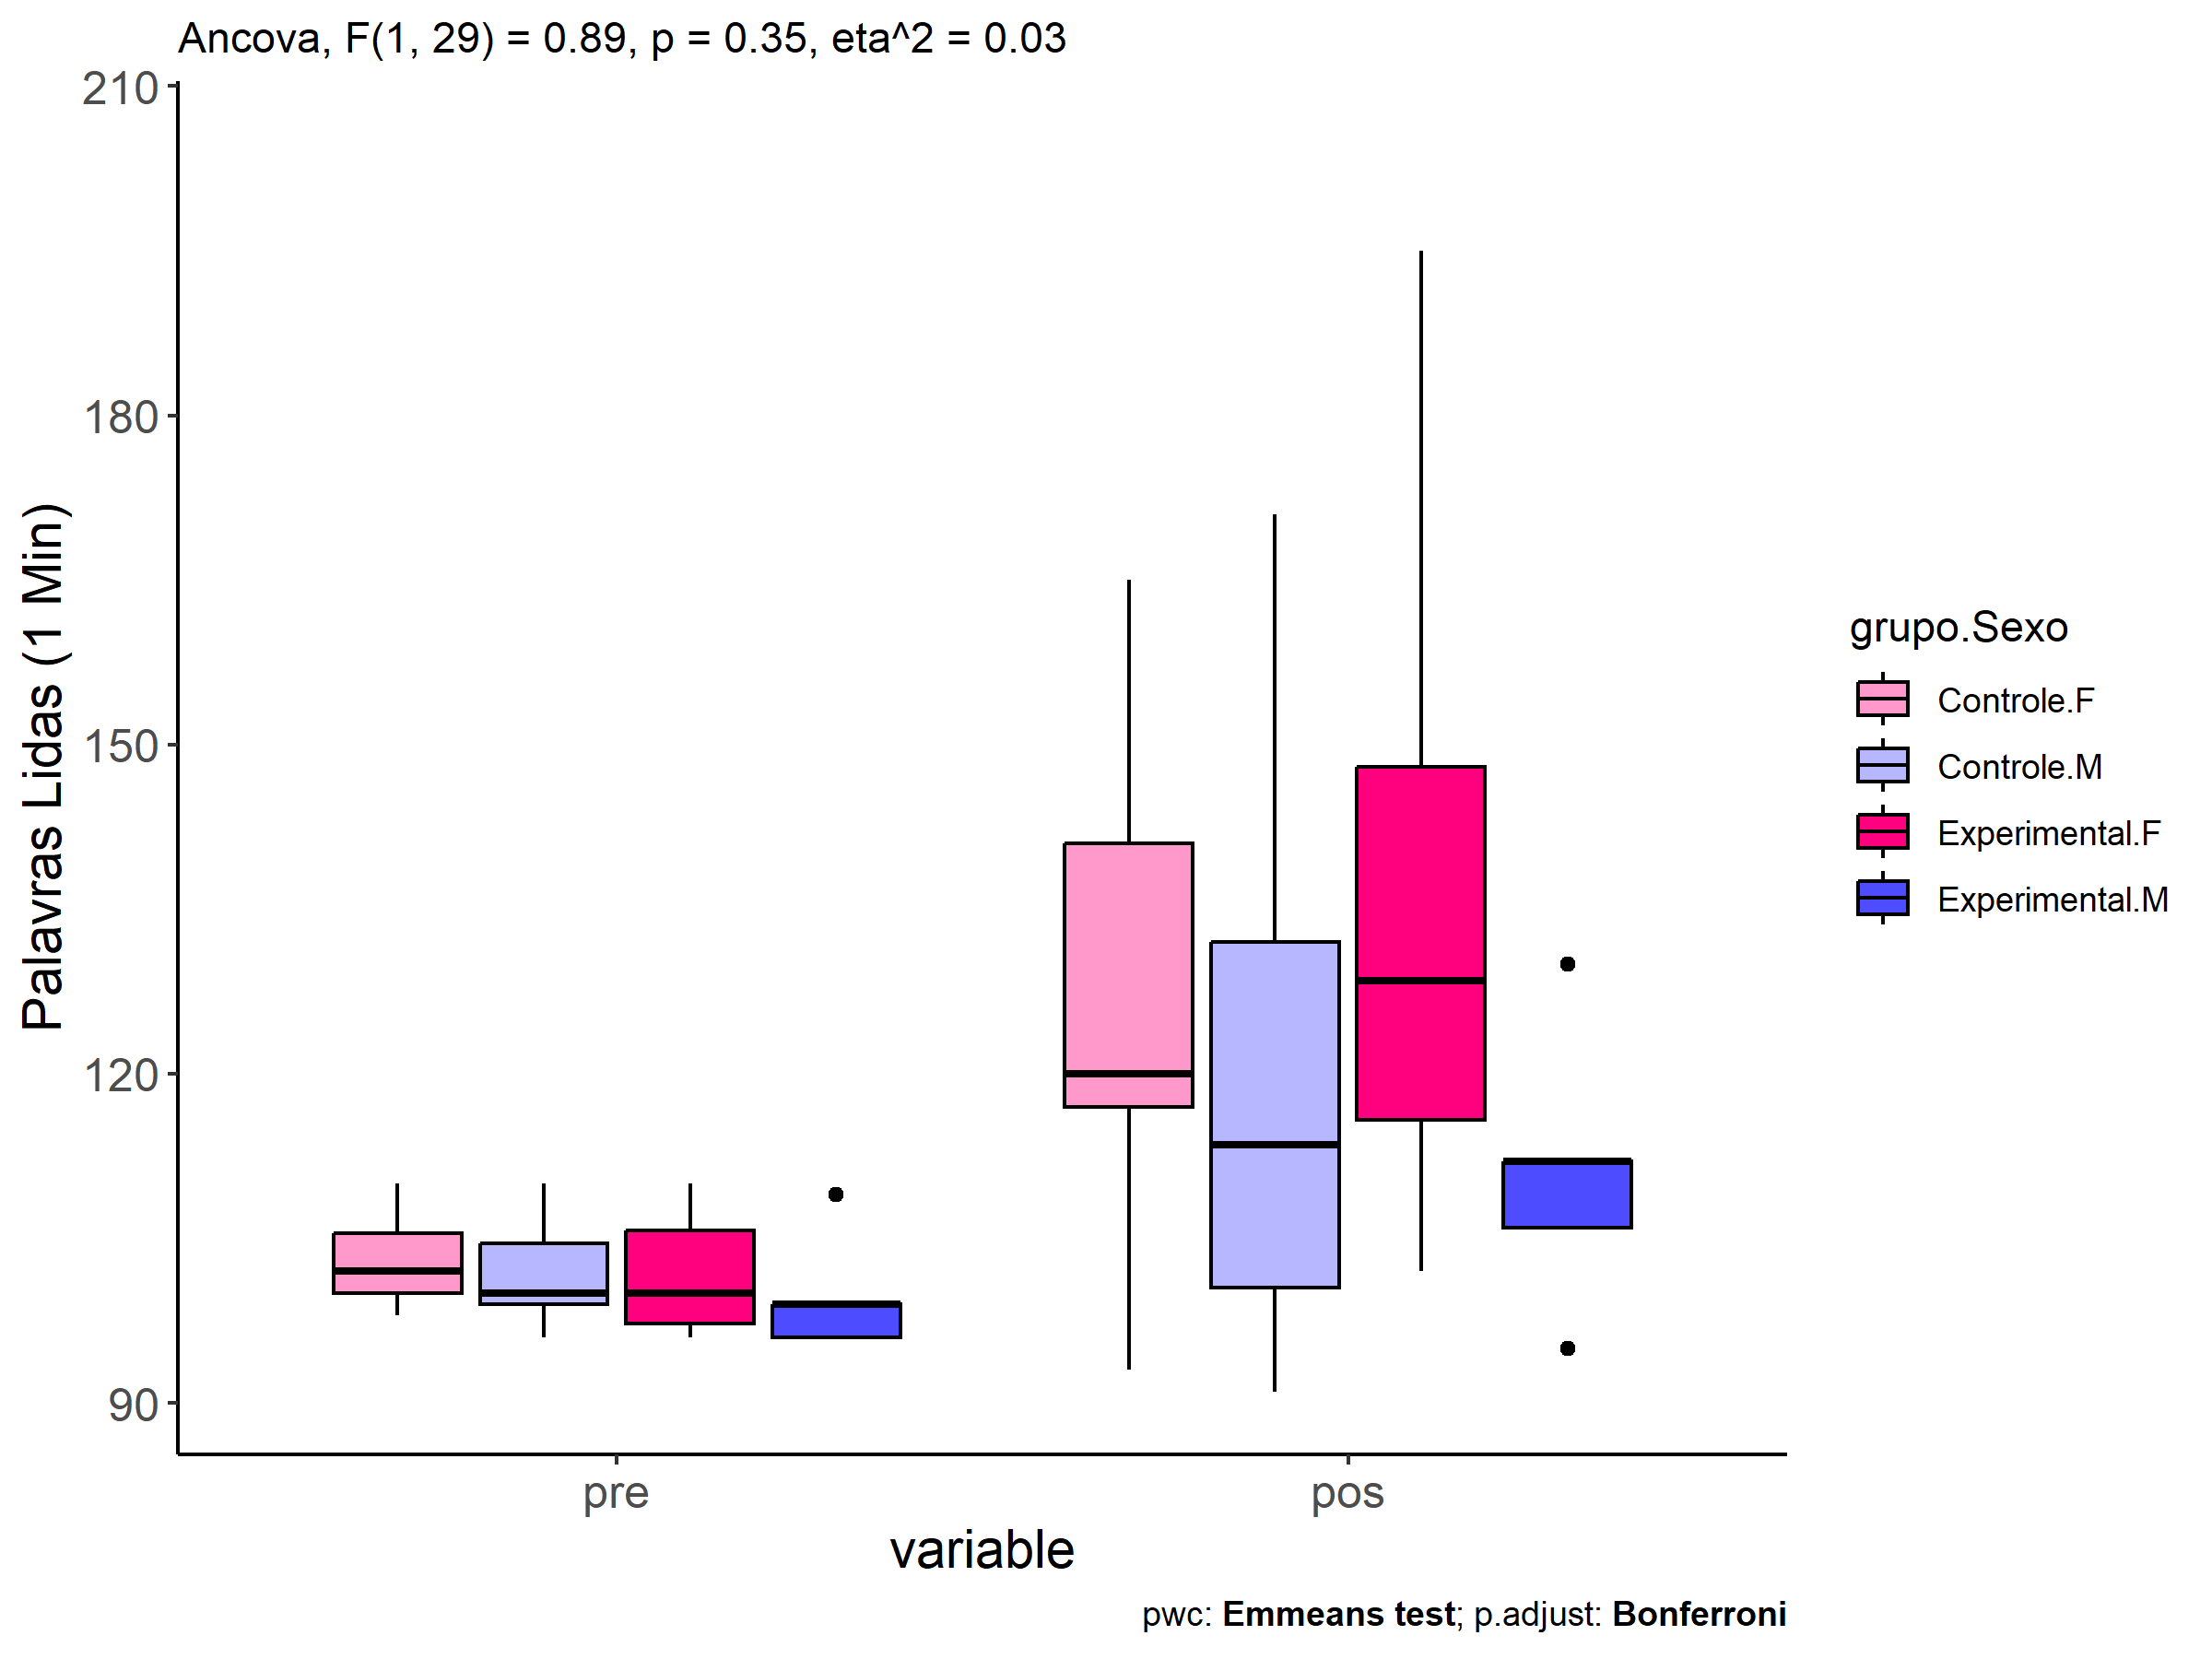 Ancova, F(1, 29) = 0.89, p = 0.35, eta^2 = 0.03
210
180
150
120
90
Palavras Lidas (1 Min)
pre
pos
variable
grupo.Sexo
Controle.F
Controle.M
Experimental.F
Experimental.M
pwc: Emmeans test; p.adjust: Bonferroni